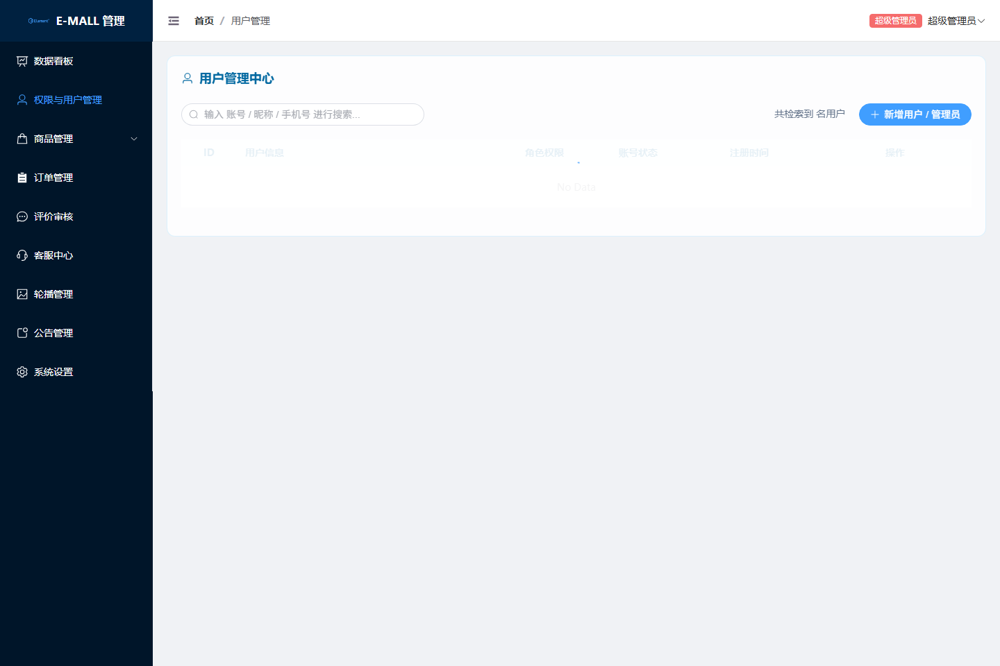 Element E-MALL 管理
首页 / 用户管理
超级管理员 超级管理员
数据看板
权限与用户管理
商品管理
订单管理
评价审核
客服中心
轮播管理
公告管理
系统设置
用户管理中心
输入 账号 / 昵称 / 手机号 进行搜索...
共检索到 名用户
新增用户 / 管理员
ID 用户信息 角色权限 账号状态 注册时间 操作
No Data